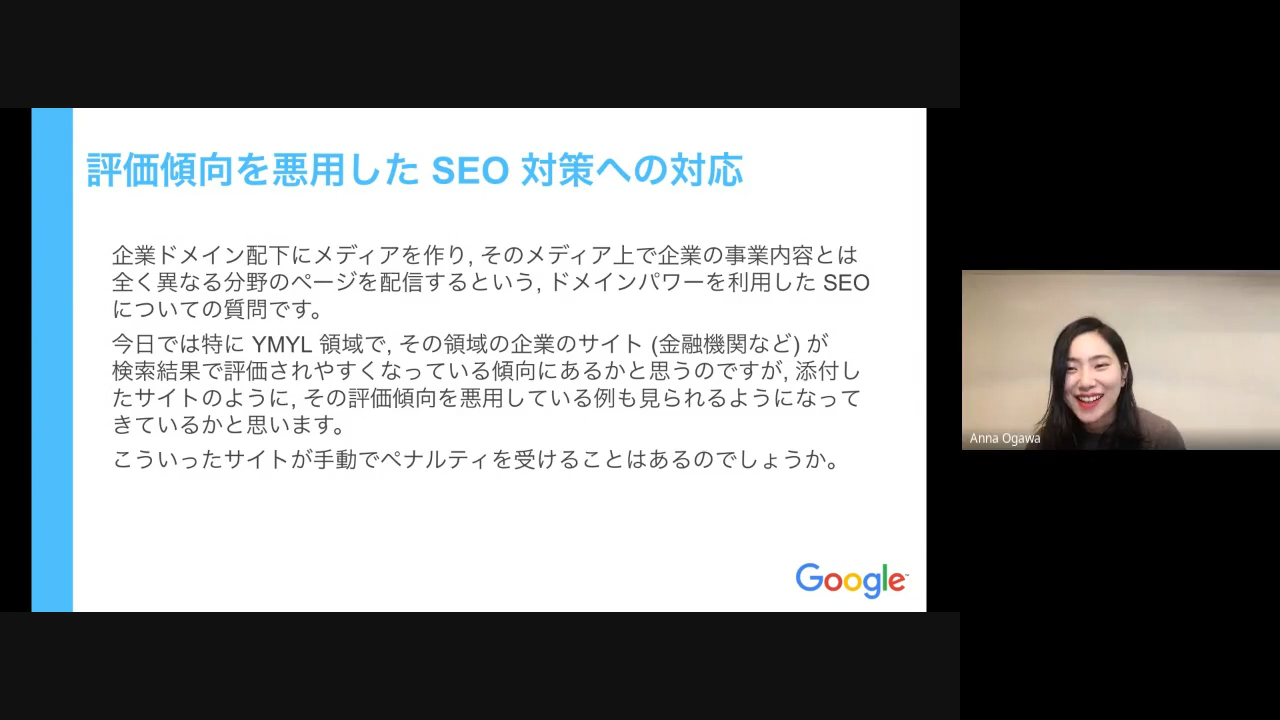 評価傾向を悪用した SEO 対策への対応
企業ドメイン配下にメディアを作り, そのメディア上で企業の事業内容とは
全く異なる分野のページを配信するという, ドメインパワーを利用した SEO
についての質問です。
今日では特に YMYL 領域で, その領域の企業のサイト (金融機関など) が
検索結果で評価されやすくなっている傾向にあるかと思うのですが, 添付し
たサイトのように, その評価傾向を悪用している例も見られるようになって
きているかと思います。
こういったサイトが手動でペナルティを受けることはあるのでしょうか。
Google
Anna Ogawa